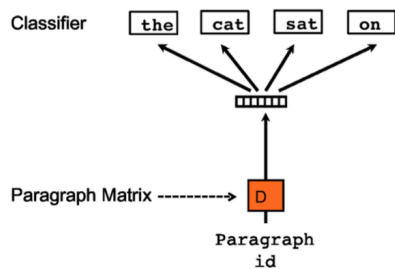 Classifier the cat sat on
D
Paragraph Matrix
Paragraph
id